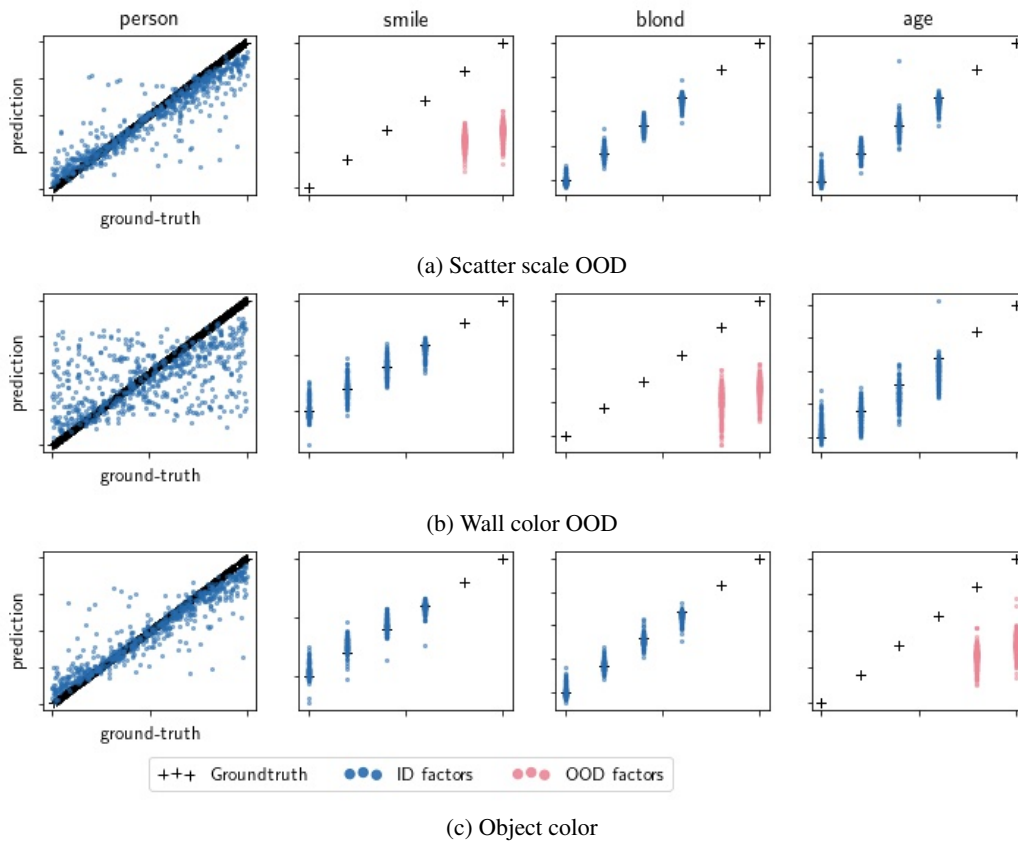 person smile blond age
prediction
ground-truth
(a) Scatter scale OOD
prediction
ground-truth
(b) Wall color OOD
prediction
ground-truth
+++ Groundtruth ID factors OOD factors
(c) Object color